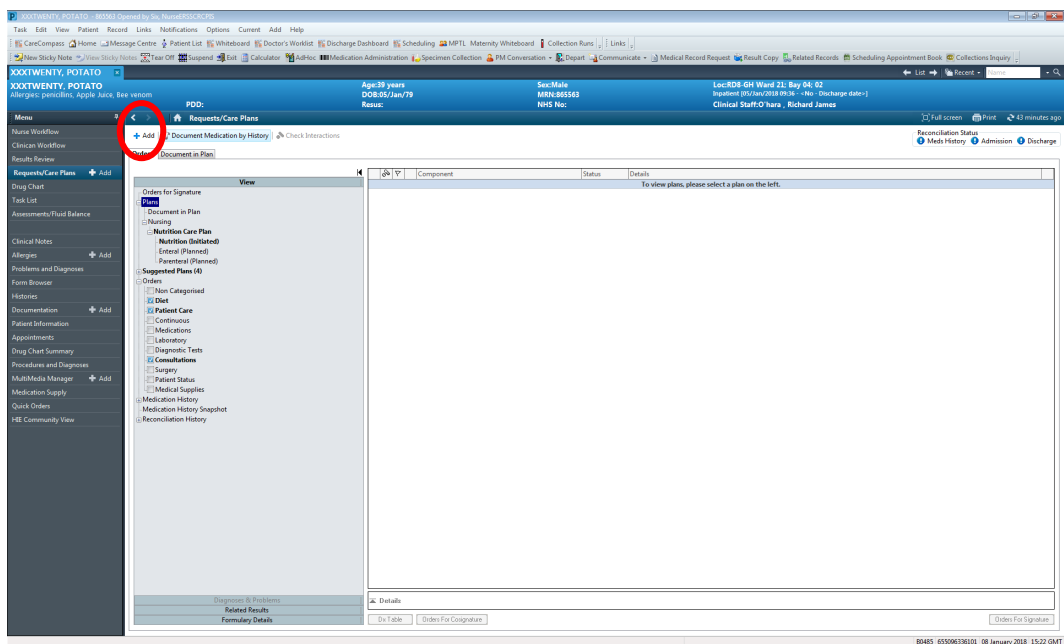 XXXTWENTY, POTATO - 865563 Opened by Sis, NurseERSSCRCPIS
Task Edit View Patient Record Links Notifications Options Current Add Help
CareCompass Home Message Centre Patient List Whiteboard Doctor's Worklist Discharge Dashboard Scheduling MPTL Maternity Whiteboard Collection Runs Links
New Sticky Note View Sticky Notes Tear Off Suspend Exit Calculator AdHoc Medication Administration Specimen Collection PM Conversation Depart Communicate Medical Record Request Result Copy Related Records Scheduling Appointment Book Collections Inquiry
XXXTWENTY, POTATO List Recent Name
XXXTWENTY, POTATO Age:39 years Sex:Male Loc:RD8-GH Ward 21; Bay 04; 02
Allergies: penicillins, Apple Juice, Bee venom DOB:05/Jan/79 MRN:865563 Inpatient [05/Jan/2018 09:36 - <No - Discharge date>]
PDD: Resus: NHS No: Clinical Staff:O'hara , Richard James
Menu Requests/Care Plans Full screen Print 43 minutes ago
Nurse Workflow
Clinican Workflow
Results Review
Requests/Care Plans Add
Drug Chart
Task List
Assessments/Fluid Balance
Clinical Notes
Allergies Add
Problems and Diagnoses
Form Browser
Histories
Documentation Add
Patient Information
Appointments
Drug Chart Summary
Procedures and Diagnoses
MultiMedia Manager Add
Medication Supply
Quick Orders
HIE Community View
+ Add Document Medication by History Check Interactions
Reconciliation Status
Meds History Admission Discharge
Orders Document in Plan
View
Orders for Signature
Plans
Document in Plan
Nursing
Nutrition Care Plan
Nutrition (Initiated)
Enteral (Planned)
Parenteral (Planned)
Suggested Plans (4)
Orders
Non Categorised
Diet
Patient Care
Continuous
Medications
Laboratory
Diagnostic Tests
Consultations
Surgery
Patient Status
Medical Supplies
Medication History
Medication History Snapshot
Reconciliation History
Diagnoses & Problems
Related Results
Formulary Details
Component Status Details
To view plans, please select a plan on the left.
Details
Dx Table Orders For Cosignature Orders For Signature
B0485 655096336101 08 January 2018 15:22 GMT